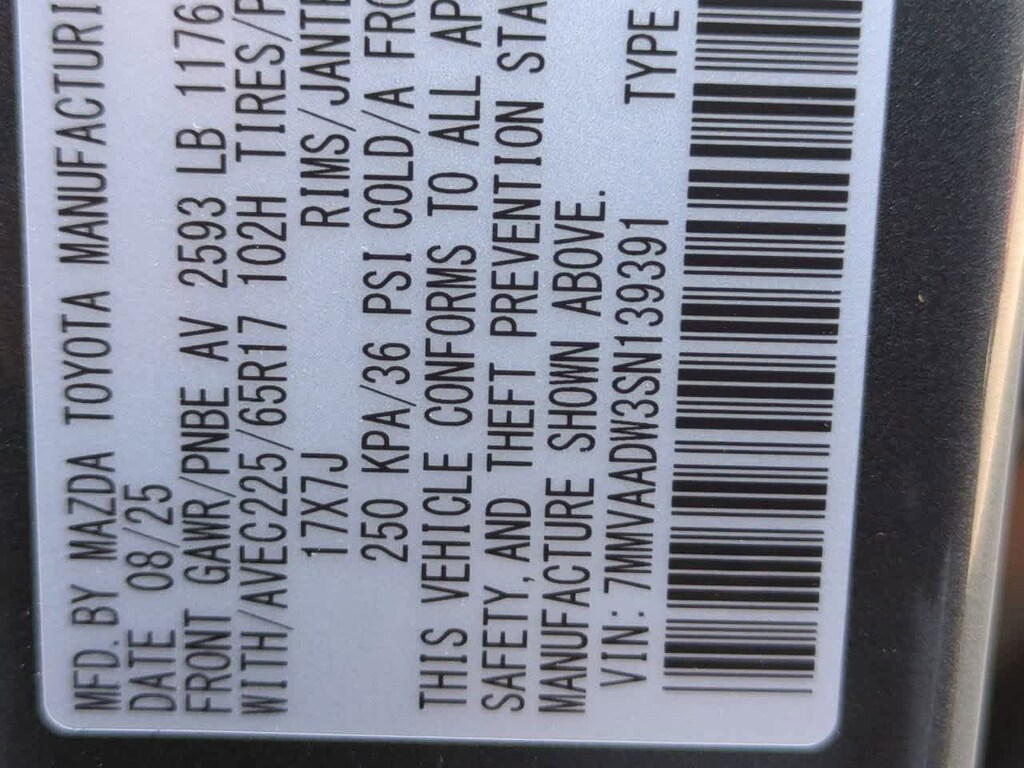 MFD.BY MAZDA TOYOTA MANUFACTURI
DATE 08/25
FRONT GAWR/PNBE AV 2593 LB 1176
WITH/AVEC225/65R17 102H TIRES/P
17X7J RIMS/JANTE
250 KPA/36 PSI COLD/A FRO
THIS VEHICLE CONFORMS TO ALL AP
SAFETY,AND THEFT PREVENTION STA
MANUFACTURE SHOWN ABOVE.
VIN:7MMVAADW3SN139391 TYPE